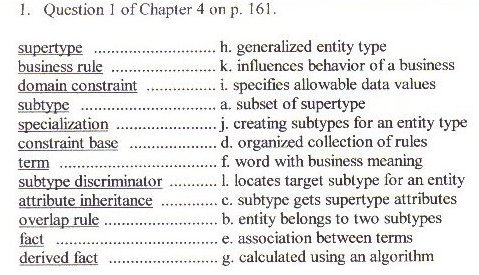 1. Question 1 of Chapter 4 on p. 161.
supertype ............................ h. generalized entity type
business rule ........................ k. influences behavior of a business
domain constraint .................. i. specifies allowable data values
subtype ............................... a. subset of supertype
specialization ...................... j. creating subtypes for an entity type
constraint base .................... d. organized collection of rules
term .................................... f. word with business meaning
subtype discriminator ............ l. locates target subtype for an entity
attribute inheritance ............. c. subtype gets supertype attributes
overlap rule ......................... b. entity belongs to two subtypes
fact ..................................... e. association between terms
derived fact .......................... g. calculated using an algorithm